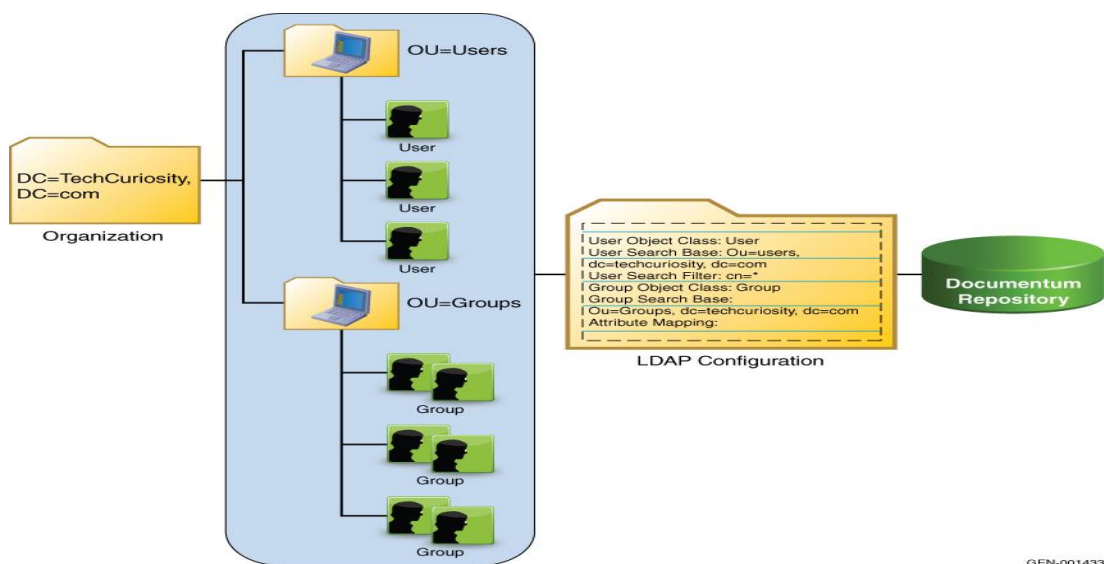 DC=TechCuriosity,
DC=com
Organization
OU=Users
User
User
User
OU=Groups
Group
Group
Group
User Object Class: User
User Search Base: Ou=users,
dc=techcuriosity, dc=com
User Search Filter: cn=*
Group Object Class: Group
Group Search Base:
Ou=Groups, dc=techcuriosity, dc=com
Attribute Mapping:
LDAP Configuration
Documentum
Repository
GEN-001433